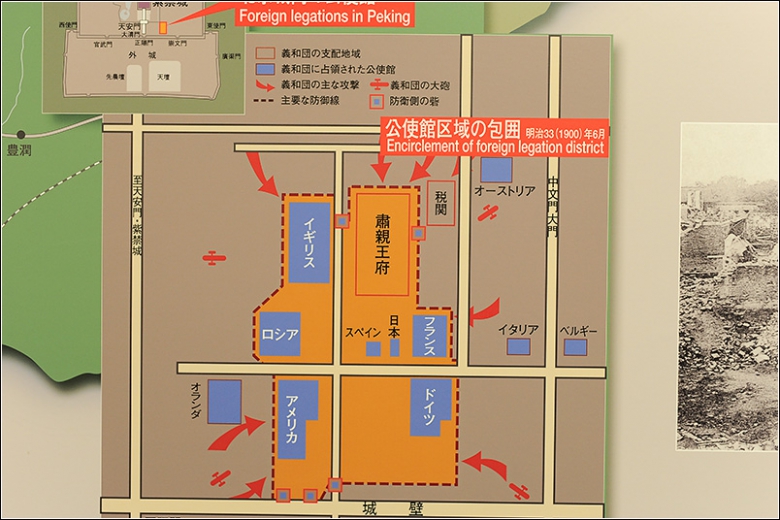 紫禁城
Foreign legations in Peking
天安門
大清門
西便門
東便門
宣武門
正陽門
崇文門
広渠門
外城
先農壇
天壇
豊潤
義和団の支配地域
義和団に占領された公使館
義和団の主な攻撃
義和団の大砲
主要な防御線
防衛側の砦
公使館区域の包囲 明治33(1900)年6月
Encirclement of foreign legation district
至天安門・紫禁城
中文門大門
オーストリア
税関
粛親王府
イギリス
ロシア
スペイン
日本
フランス
イタリア
ベルギー
オランダ
アメリカ
ドイツ
城壁